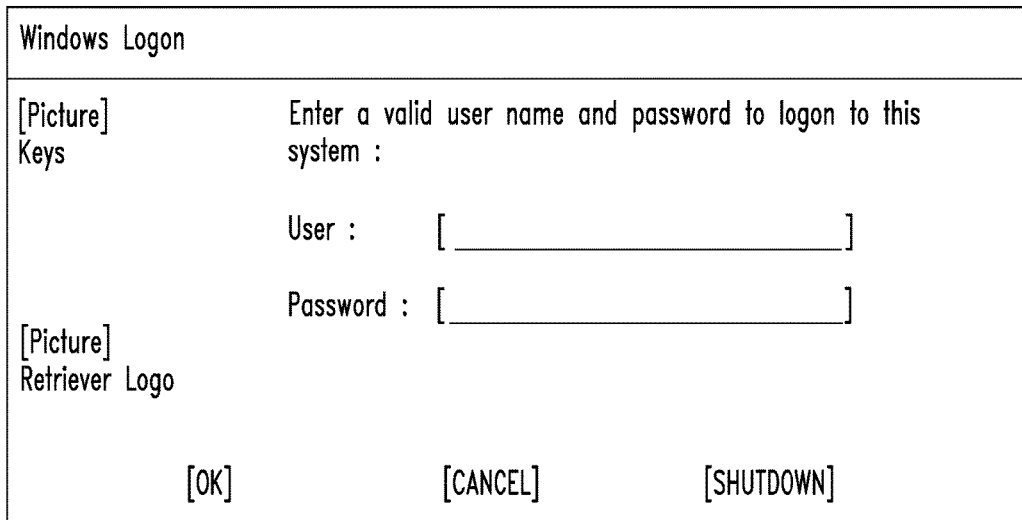 Windows Logon
[Picture]
Keys
Enter a valid user name and password to logon to this
system :
User : [ ]
Password : [ ]
[Picture]
Retriever Logo
[OK] [CANCEL] [SHUTDOWN]